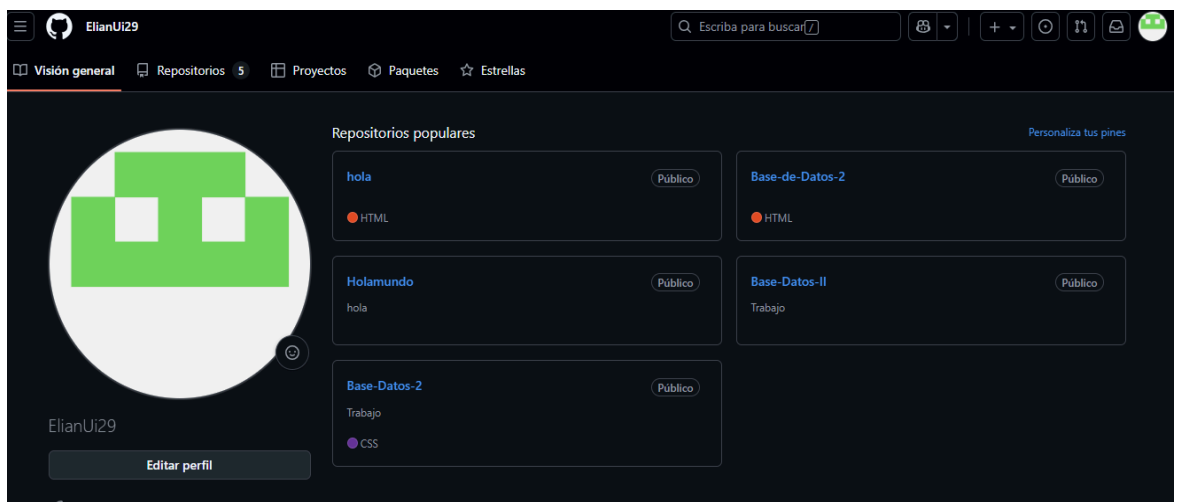 ElianUi29
Escriba para buscar /
Visión general Repositorios 5 Proyectos Paquetes Estrellas
Repositorios populares
Personaliza tus pines
hola Público
HTML
Base-de-Datos-2 Público
HTML
Holamundo Público
hola
Base-Datos-II Público
Trabajo
Base-Datos-2 Público
Trabajo
CSS
ElianUi29
Editar perfil